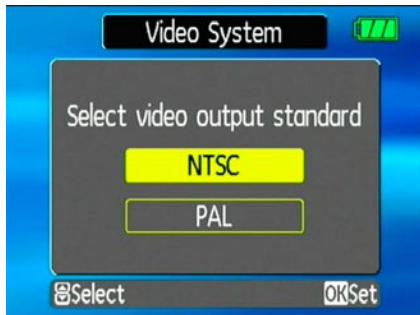 Video System
Select video output standard
NTSC
PAL
Select OK Set